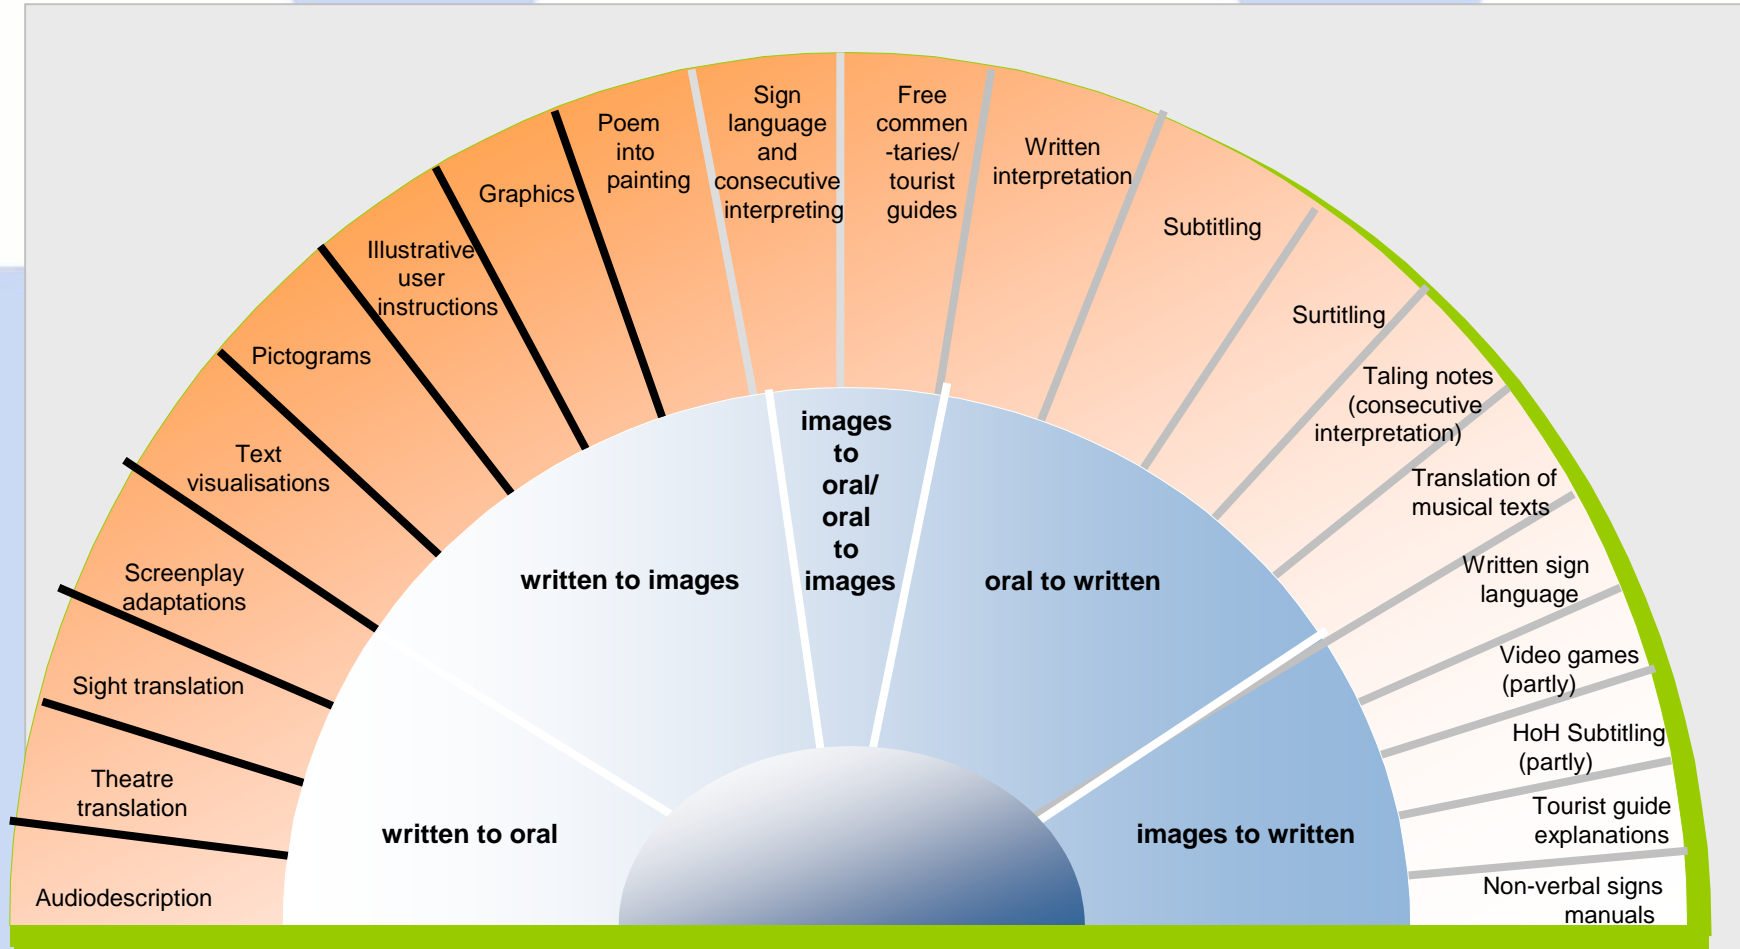 Sign
language
and
consecutive
interpreting
Free
commen
-taries/
tourist
guides
Poem
into
painting
Written
interpretation
Graphics
Subtitling
Illustrative
user
instructions
Surtitling
Pictograms
Taling notes
(consecutive
interpretation)
Text
visualisations
Translation of
musical texts
Screenplay
adaptations
Written sign
language
Sight translation
Video games
(partly)
Theatre
translation
HoH Subtitling
(partly)
Audiodescription
Tourist guide
explanations
Non-verbal signs
manuals
images
to
oral/
oral
to
images
written to images
oral to written
written to oral
images to written